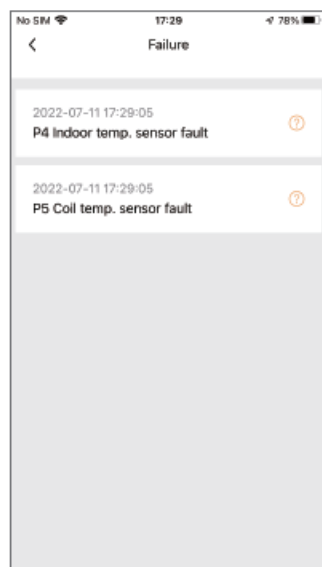 No SIM 17:29 78%
Failure
2022-07-11 17:29:05
P4 Indoor temp. sensor fault
2022-07-11 17:29:05
P5 Coil temp. sensor fault